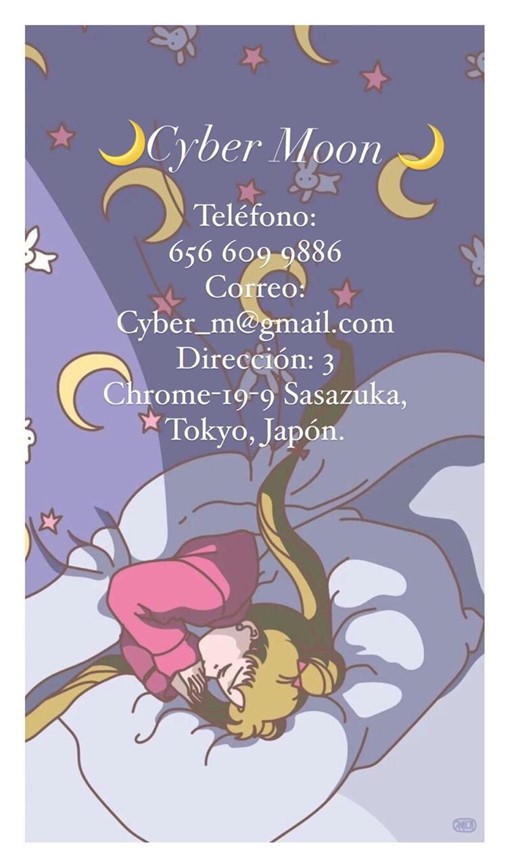 🌙Cyber Moon🌙
Teléfono:
656 609 9886
Correo:
Cyber_m@gmail.com
Dirección: 3
Chrome-19-9 Sasazuka,
Tokyo, Japón.